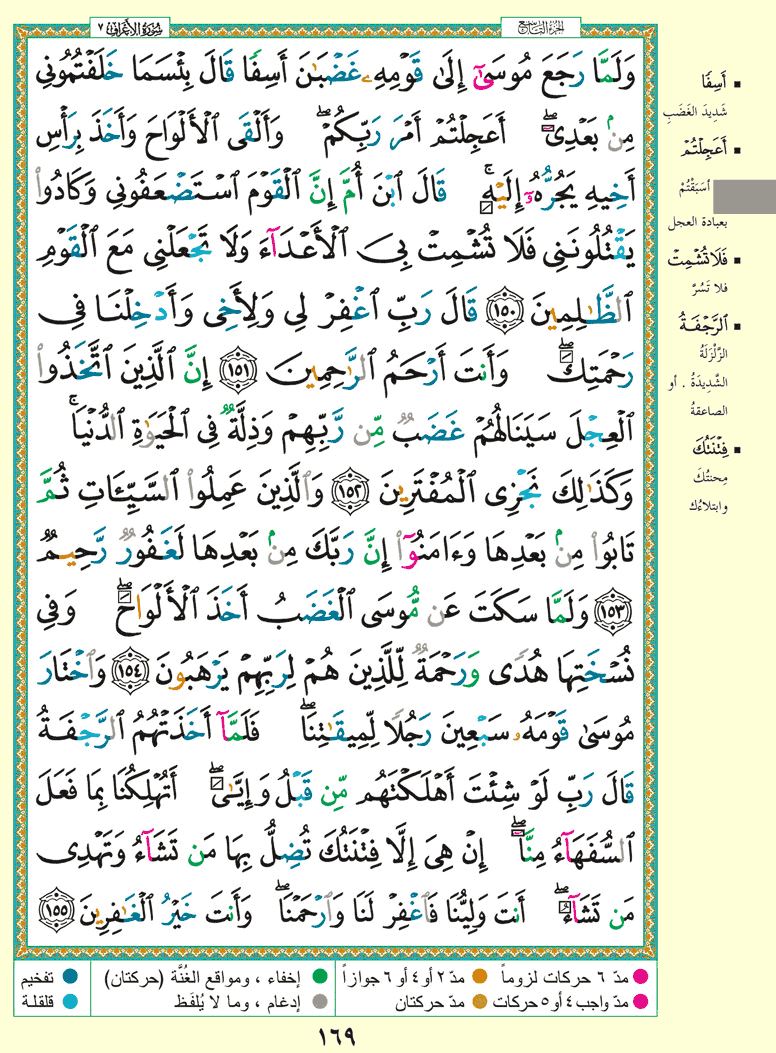 سورة الأعراف ٧
الجزء التاسع
وَلَمَّا رَجَعَ مُوسَىٰٓ إِلَىٰ قَوْمِهِۦ غَضْبَٰنَ أَسِفٗا قَالَ بِئْسَمَا خَلَفْتُمُونِي
مِنۢ بَعْدِيٓۖ أَعَجِلْتُمْ أَمْرَ رَبِّكُمْۖ وَأَلْقَى ٱلْأَلْوَاحَ وَأَخَذَ بِرَأْسِ
أَخِيهِ يَجُرُّهُۥٓ إِلَيْهِۚ قَالَ ٱبْنَ أُمَّ إِنَّ ٱلْقَوْمَ ٱسْتَضْعَفُونِي وَكَادُوا۟
يَقْتُلُونَنِي فَلَا تُشْمِتْ بِيَ ٱلْأَعْدَآءَ وَلَا تَجْعَلْنِي مَعَ ٱلْقَوْمِ
ٱلظَّٰلِمِينَ ١٥٠ قَالَ رَبِّ ٱغْفِرْ لِي وَلِأَخِي وَأَدْخِلْنَا فِي
رَحْمَتِكَۖ وَأَنتَ أَرْحَمُ ٱلرَّٰحِمِينَ ١٥١ إِنَّ ٱلَّذِينَ ٱتَّخَذُوا۟
ٱلْعِجْلَ سَيَنَالُهُمْ غَضَبٞ مِّن رَّبِّهِمْ وَذِلَّةٞ فِي ٱلْحَيَوٰةِ ٱلدُّنْيَاۚ
وَكَذَٰلِكَ نَجْزِي ٱلْمُفْتَرِينَ ١٥٢ وَٱلَّذِينَ عَمِلُوا۟ ٱلسَّيِّـَٔاتِ ثُمَّ
تَابُوا۟ مِنۢ بَعْدِهَا وَءَامَنُوٓا۟ إِنَّ رَبَّكَ مِنۢ بَعْدِهَا لَغَفُورٞ رَّحِيمٞ
١٥٣ وَلَمَّا سَكَتَ عَن مُّوسَى ٱلْغَضَبُ أَخَذَ ٱلْأَلْوَاحَۖ وَفِي
نُسْخَتِهَا هُدٗى وَرَحْمَةٞ لِّلَّذِينَ هُمْ لِرَبِّهِمْ يَرْهَبُونَ ١٥٤ وَٱخْتَارَ
مُوسَىٰ قَوْمَهُۥ سَبْعِينَ رَجُلٗا لِّمِيقَٰتِنَاۖ فَلَمَّآ أَخَذَتْهُمُ ٱلرَّجْفَةُ
قَالَ رَبِّ لَوْ شِئْتَ أَهْلَكْتَهُم مِّن قَبْلُ وَإِيَّٰيَۖ أَتُهْلِكُنَا بِمَا فَعَلَ
ٱلسُّفَهَآءُ مِنَّآۖ إِنْ هِيَ إِلَّا فِتْنَتُكَ تُضِلُّ بِهَا مَن تَشَآءُ وَتَهْدِي
مَن تَشَآءُۖ أَنتَ وَلِيُّنَا فَٱغْفِرْ لَنَا وَٱرْحَمْنَاۖ وَأَنتَ خَيْرُ ٱلْغَٰفِرِينَ ١٥٥
▪ أَسِفًا
شَدِيدَ الغَضَبِ
▪ أَعَجِلْتُمْ
أسَبَقْتُمْ
بعبادة العجل
▪ فَلَا تُشْمِتْ
فلا تَسُرَّ
▪ ٱلرَّجْفَةُ
الزَّلْزَلَةُ
الشَّدِيدَةُ . أو
الصاعقةُ
▪ فِتْنَتُكَ
مِحنتُكَ
وابتلاءُك
مدّ ٦ حركات لزوماً
مدّ ٢ أو ٤ أو ٦ جوازاً
مدّ واجب ٤ أو ٥ حركات
مدّ حركتان
إخفاء ، ومواقع الغُنَّة (حركتان)
إدغام ، وما لا يُلفَظ
تفخيم
قلقلة
١٦٩